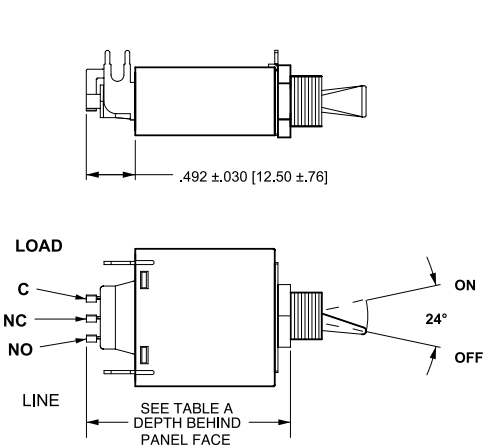 .492 ±.030 [12.50 ±.76]
LOAD
C
NC
NO
LINE
ON
24°
OFF
SEE TABLE A
DEPTH BEHIND
PANEL FACE